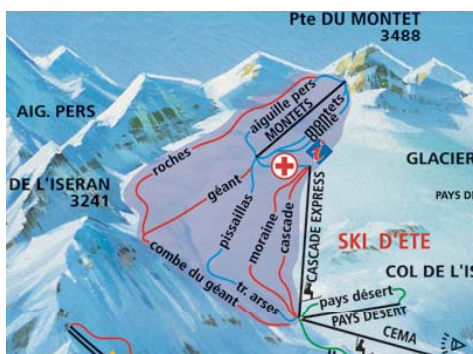 Pte DU MONTET
3488
AIG. PERS
aiguille pers
MONTETS
montets
roches
GLACIER
géant
DE L'ISERAN
3241
PAYS DE
pissaillas
moraine
cascade
CASCADE EXPRESS
SKI D'ETE
combe du géant
COL DE L'IS
tr. arses
pays désert
PAYS DESERT
CEMA